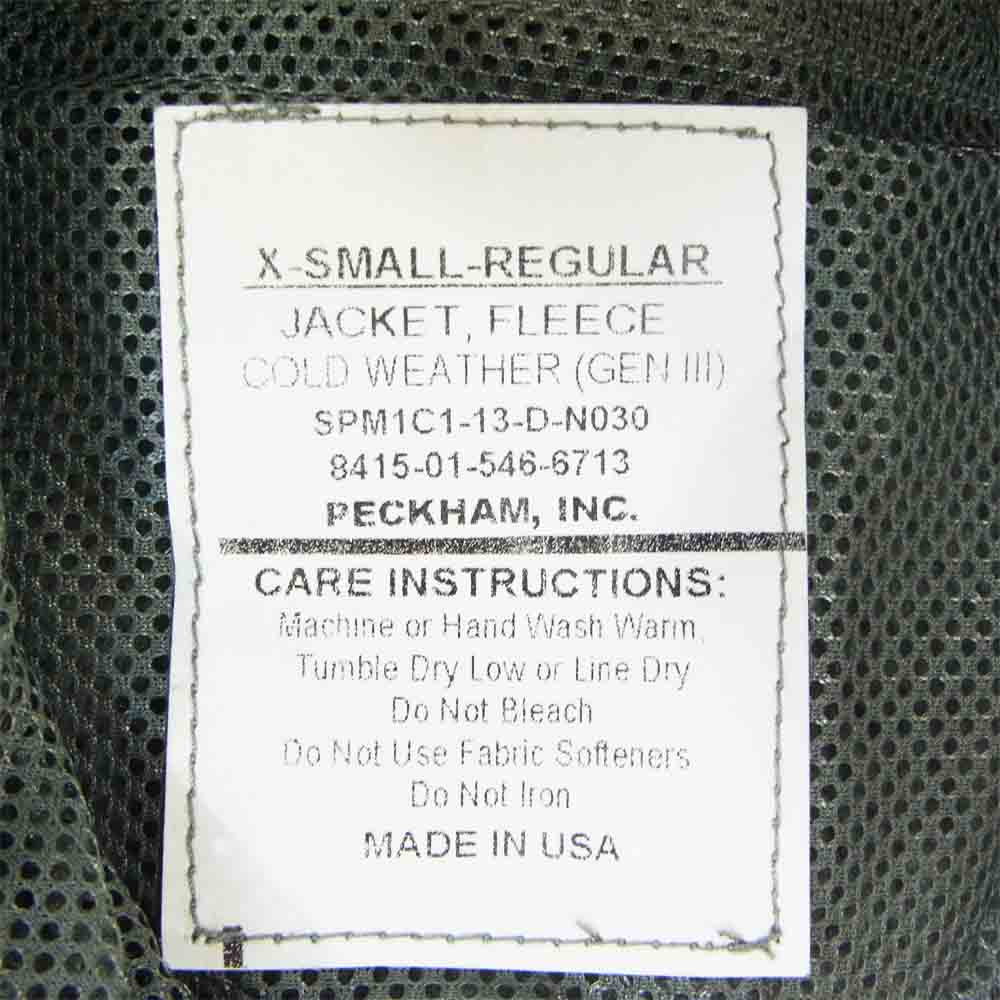 X-SMALL-REGULAR
JACKET, FLEECE
COLD WEATHER (GEN III)
SPM1C1-13-D-N030
8415-01-546-6713
PECKHAM, INC.
CARE INSTRUCTIONS:
Machine or Hand Wash Warm,
Tumble Dry Low or Line Dry
Do Not Bleach
Do Not Use Fabric Softeners
Do Not Iron
MADE IN USA